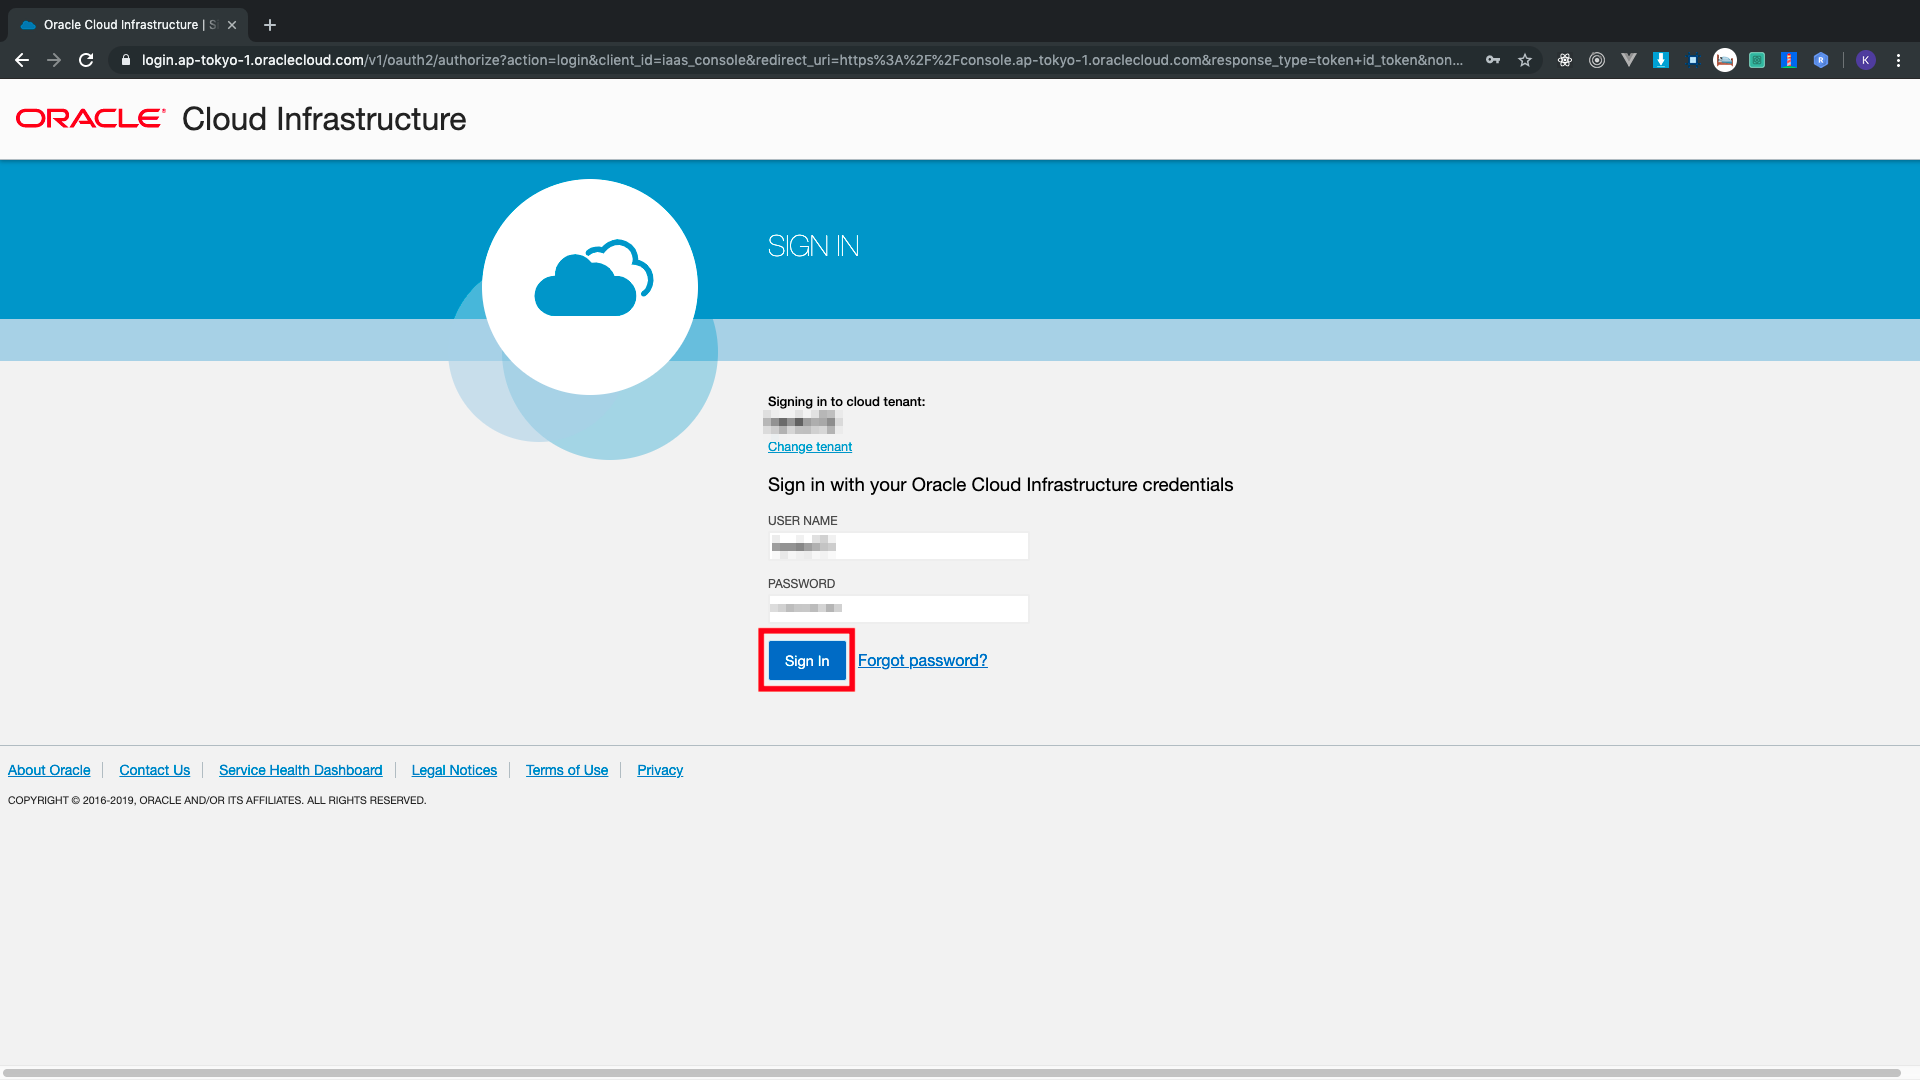 Oracle Cloud Infrastructure | S
login.ap-tokyo-1.oraclecloud.com/v1/oauth2/authorize?action=login&client_id=iaas_console&redirect_uri=https%3A%2F%2Fconsole.ap-tokyo-1.oraclecloud.com&response_type=token+id_token&non...
K
ORACLE® Cloud Infrastructure
SIGN IN
Signing in to cloud tenant:
Change tenant
Sign in with your Oracle Cloud Infrastructure credentials
USER NAME
PASSWORD
Sign In Forgot password?
About Oracle Contact Us Service Health Dashboard Legal Notices Terms of Use Privacy
COPYRIGHT © 2016-2019, ORACLE AND/OR ITS AFFILIATES. ALL RIGHTS RESERVED.